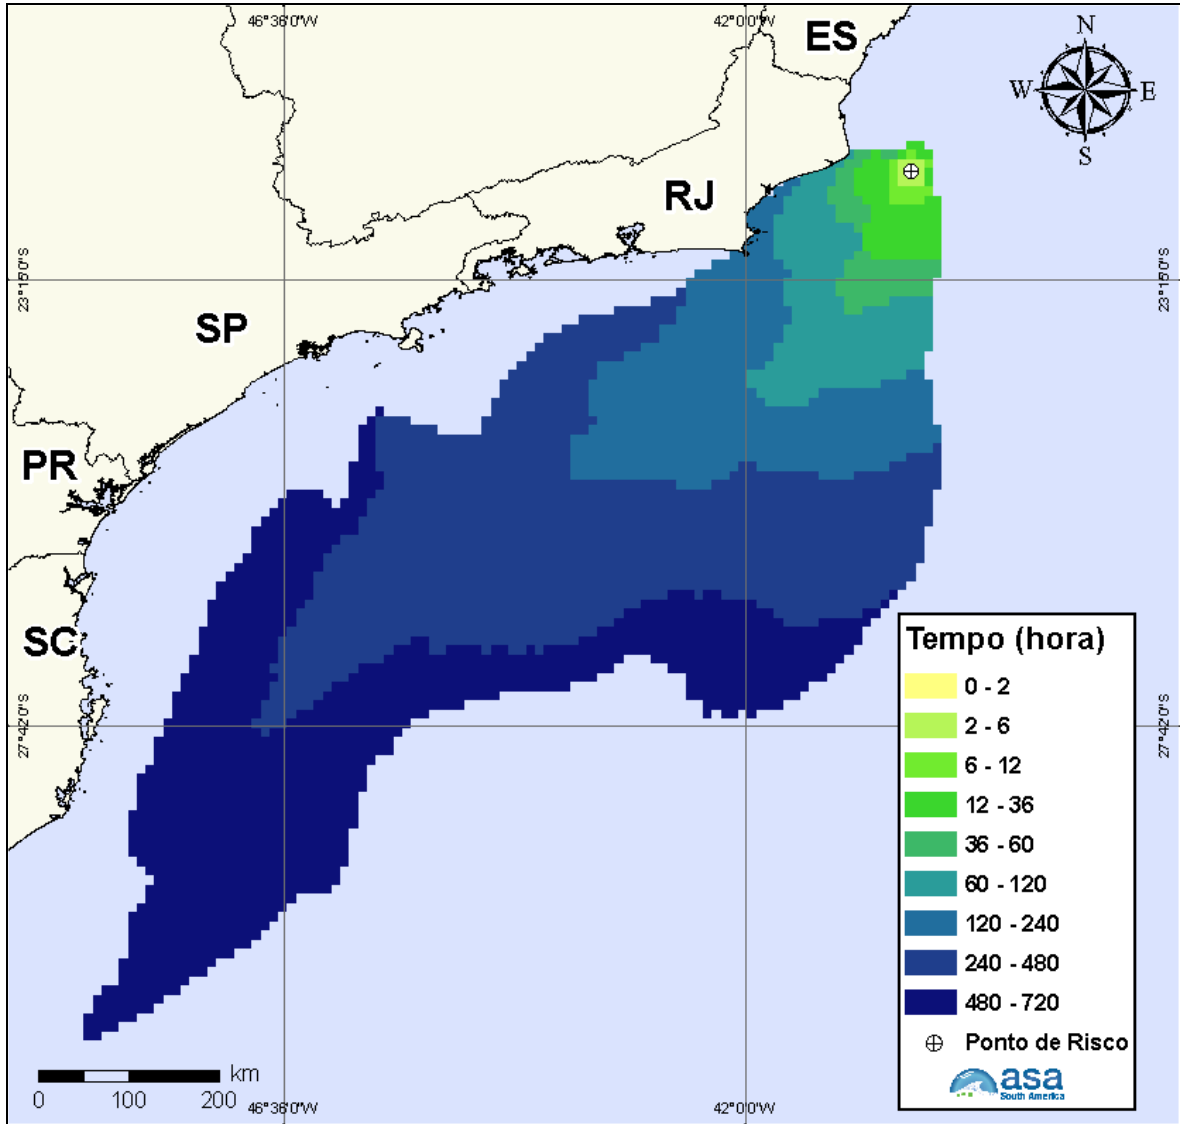 46°36'0"W
42°0'0"W
ES
N
W
E
S
RJ
23°15'0"S
23°15'0"S
SP
PR
SC
27°42'0"S
27°42'0"S
Tempo (hora)
0 - 2
2 - 6
6 - 12
12 - 36
36 - 60
60 - 120
120 - 240
240 - 480
480 - 720
Ponto de Risco
asa
South America
km
0 100 200
46°36'0"W
42°0'0"W